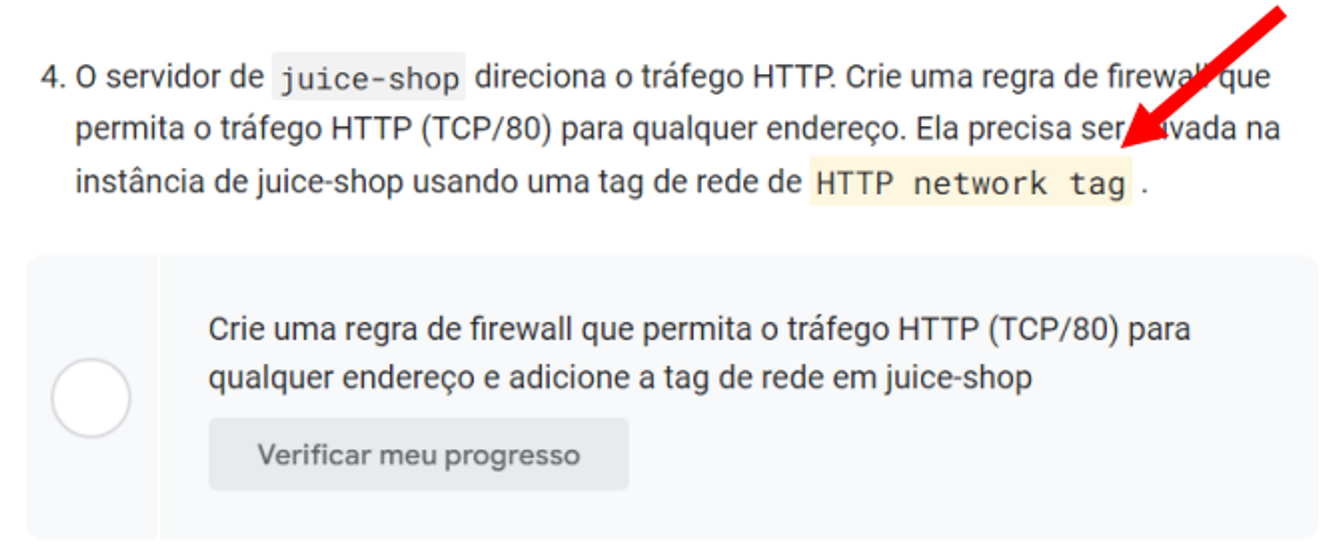 4. O servidor de juice-shop direciona o tráfego HTTP. Crie uma regra de firewall que
permita o tráfego HTTP (TCP/80) para qualquer endereço. Ela precisa ser na
instância de juice-shop usando uma tag de rede de HTTP network tag .
Crie uma regra de firewall que permita o tráfego HTTP (TCP/80) para
qualquer endereço e adicione a tag de rede em juice-shop
Verificar meu progresso